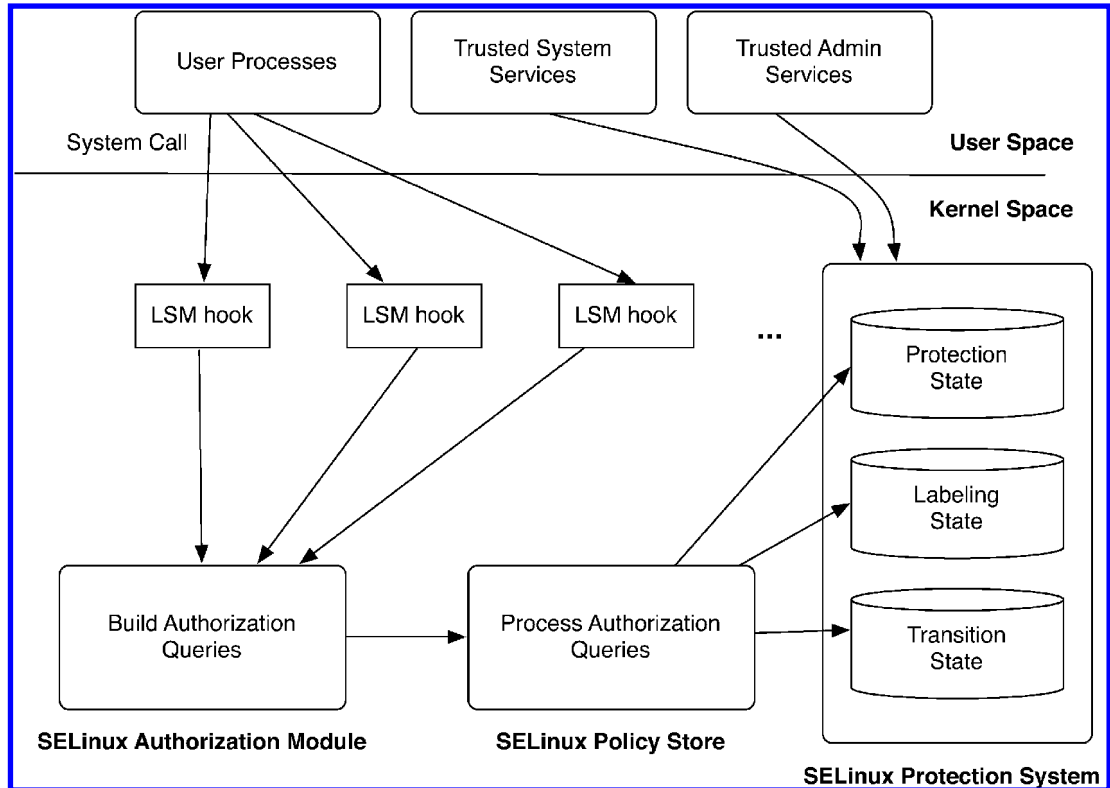 User Processes
Trusted System
Services
Trusted Admin
Services
System Call
User Space
Kernel Space
LSM hook
LSM hook
LSM hook
...
Protection
State
Labeling
State
Transition
State
Build Authorization
Queries
Process Authorization
Queries
SELinux Authorization Module
SELinux Policy Store
SELinux Protection System